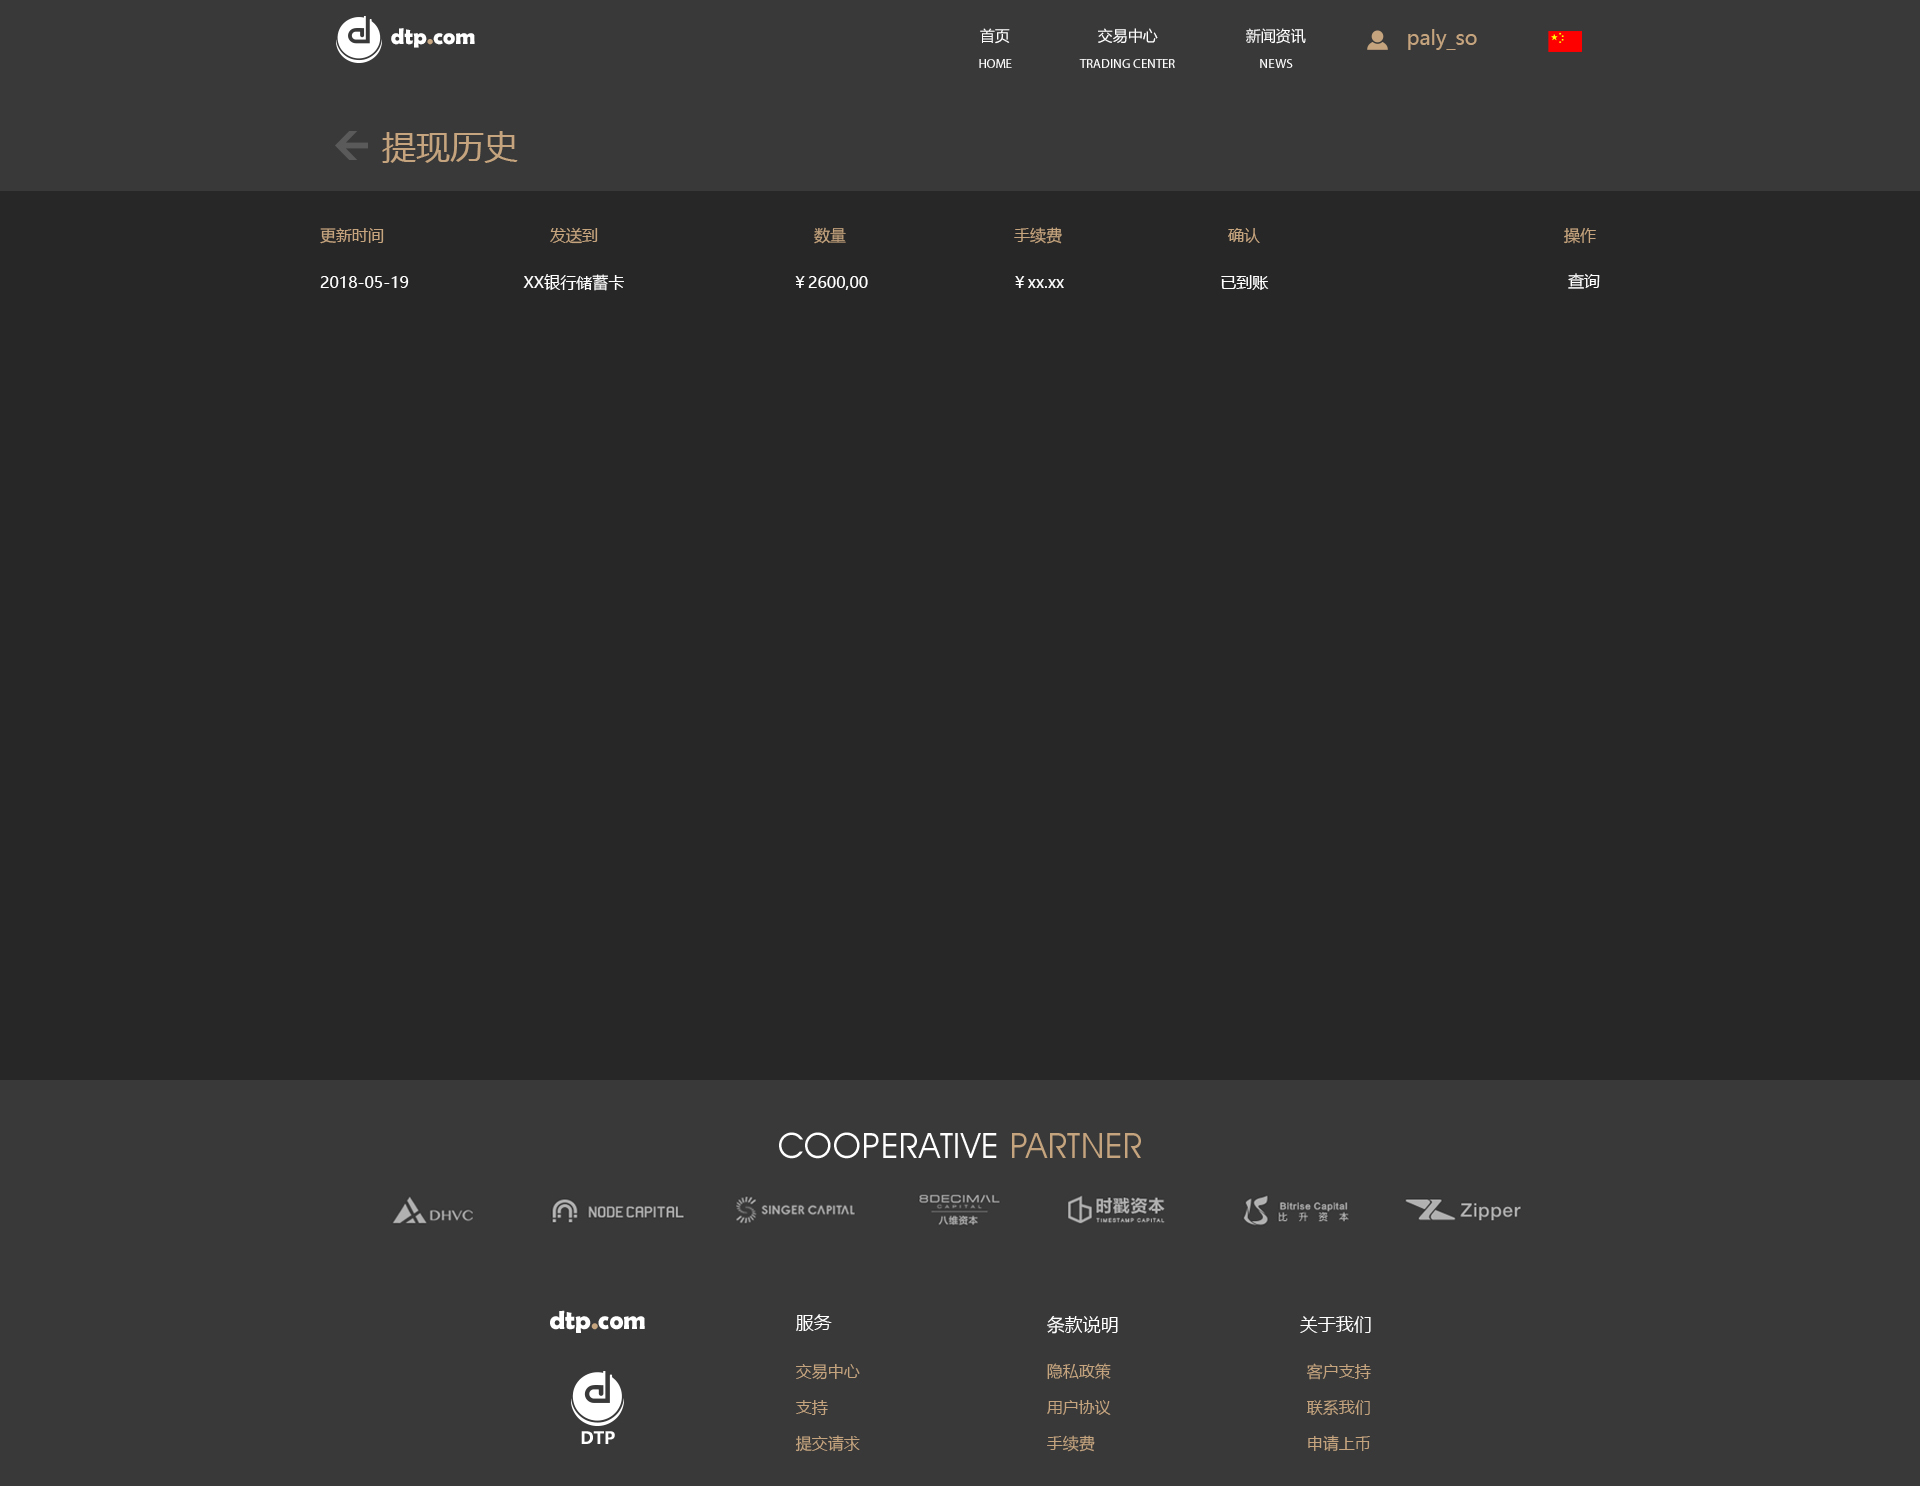 dtp.com
首页 交易中心 新闻资讯 paly_so
HOME TRADING CENTER NEWS
提现历史
更新时间 发送到 数量 手续费 确认 操作
2018-05-19 XX银行储蓄卡 ¥2600,00 ¥xx.xx 已到账 查询
COOPERATIVE PARTNER
DHVC
NODE CAPITAL
SINGER CAPITAL
8DECIMAL
CAPITAL
八维资本
时戳资本
TIMESTAMP CAPITAL
Bitrise Capital
比升资本
Zipper
dtp.com 服务 条款说明 关于我们
交易中心 隐私政策 客户支持
支持 用户协议 联系我们
提交请求 手续费 申请上币
DTP